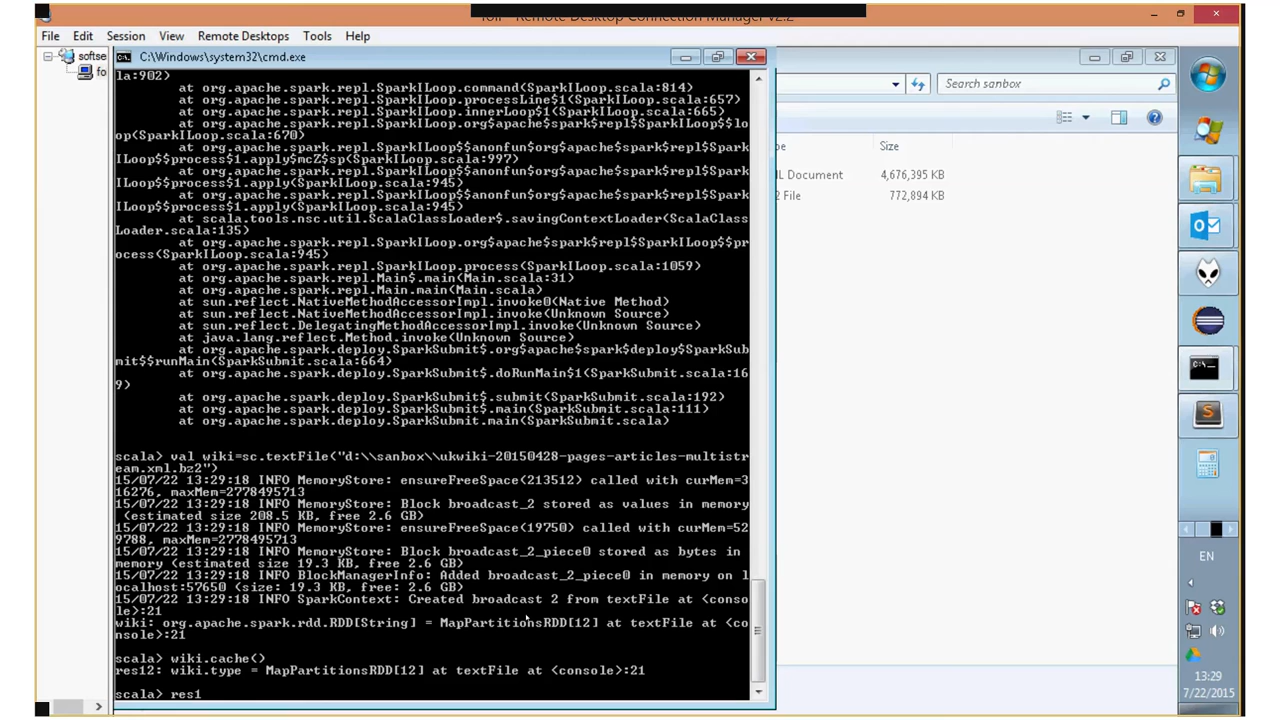 Remote Desktop Connection Manager v2.2
File Edit Session View Remote Desktops Tools Help
softse
fo
C:\Windows\system32\cmd.exe
la:902)
at org.apache.spark.repl.SparkILoop.command(SparkILoop.scala:814)
at org.apache.spark.repl.SparkILoop.processLine$1(SparkILoop.scala:657)
at org.apache.spark.repl.SparkILoop.innerLoop$1(SparkILoop.scala:665)
at org.apache.spark.repl.SparkILoop.org$apache$spark$repl$SparkILoop$$lo
op(SparkILoop.scala:670)
at org.apache.spark.repl.SparkILoop$$anonfun$org$apache$spark$repl$Spark
ILoop$$process$1.apply$mcZ$sp(SparkILoop.scala:997)
at org.apache.spark.repl.SparkILoop$$anonfun$org$apache$spark$repl$Spark
ILoop$$process$1.apply(SparkILoop.scala:945)
at org.apache.spark.repl.SparkILoop$$anonfun$org$apache$spark$repl$Spark
ILoop$$process$1.apply(SparkILoop.scala:945)
at scala.tools.nsc.util.ScalaClassLoader$.savingContextLoader(ScalaClass
Loader.scala:135)
at org.apache.spark.repl.SparkILoop.org$apache$spark$repl$SparkILoop$$pr
ocess(SparkILoop.scala:945)
at org.apache.spark.repl.SparkILoop.process(SparkILoop.scala:1059)
at org.apache.spark.repl.Main$.main(Main.scala:31)
at org.apache.spark.repl.Main.main(Main.scala)
at sun.reflect.NativeMethodAccessorImpl.invoke0(Native Method)
at sun.reflect.NativeMethodAccessorImpl.invoke(Unknown Source)
at sun.reflect.DelegatingMethodAccessorImpl.invoke(Unknown Source)
at java.lang.reflect.Method.invoke(Unknown Source)
at org.apache.spark.deploy.SparkSubmit$.org$apache$spark$deploy$SparkSub
mit$$runMain(SparkSubmit.scala:664)
at org.apache.spark.deploy.SparkSubmit$.doRunMain$1(SparkSubmit.scala:16
9)
at org.apache.spark.deploy.SparkSubmit$.submit(SparkSubmit.scala:192)
at org.apache.spark.deploy.SparkSubmit$.main(SparkSubmit.scala:111)
at org.apache.spark.deploy.SparkSubmit.main(SparkSubmit.scala)
scala> val wiki=sc.textFile("d:\\sanbox\\ukwiki-20150428-pages-articles-multistr
eam.xml.bz2")
15/07/22 13:29:18 INFO MemoryStore: ensureFreeSpace(213512) called with curMem=3
16276, maxMem=2778495713
15/07/22 13:29:18 INFO MemoryStore: Block broadcast_2 stored as values in memory
(estimated size 208.5 KB, free 2.6 GB)
15/07/22 13:29:18 INFO MemoryStore: ensureFreeSpace(19750) called with curMem=52
9788, maxMem=2778495713
15/07/22 13:29:18 INFO MemoryStore: Block broadcast_2_piece0 stored as bytes in
memory (estimated size 19.3 KB, free 2.6 GB)
15/07/22 13:29:18 INFO BlockManagerInfo: Added broadcast_2_piece0 in memory on l
ocalhost:57650 (size: 19.3 KB, free: 2.6 GB)
15/07/22 13:29:18 INFO SparkContext: Created broadcast 2 from textFile at <conso
le>:21
wiki: org.apache.spark.rdd.RDD[String] = MapPartitionsRDD[12] at textFile at <co
nsole>:21
scala> wiki.cache()
res12: wiki.type = MapPartitionsRDD[12] at textFile at <console>:21
scala> res1
Search sanbox
pe Size
IL Document 4,676,395 KB
2 File 772,894 KB
EN
13:29
7/22/2015